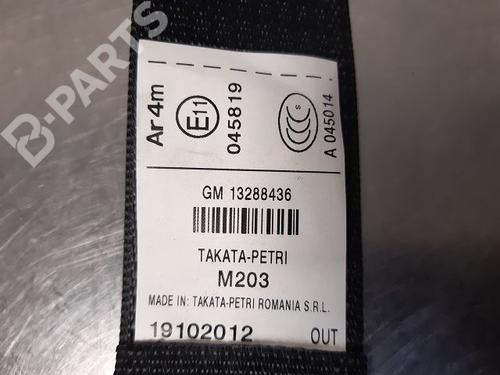 B-PARTS
Ar4m
E11
045819
S
A 045014
GM 13288436
TAKATA-PETRI
M203
MADE IN: TAKATA-PETRI ROMANIA S.R.L.
19102012 OUT